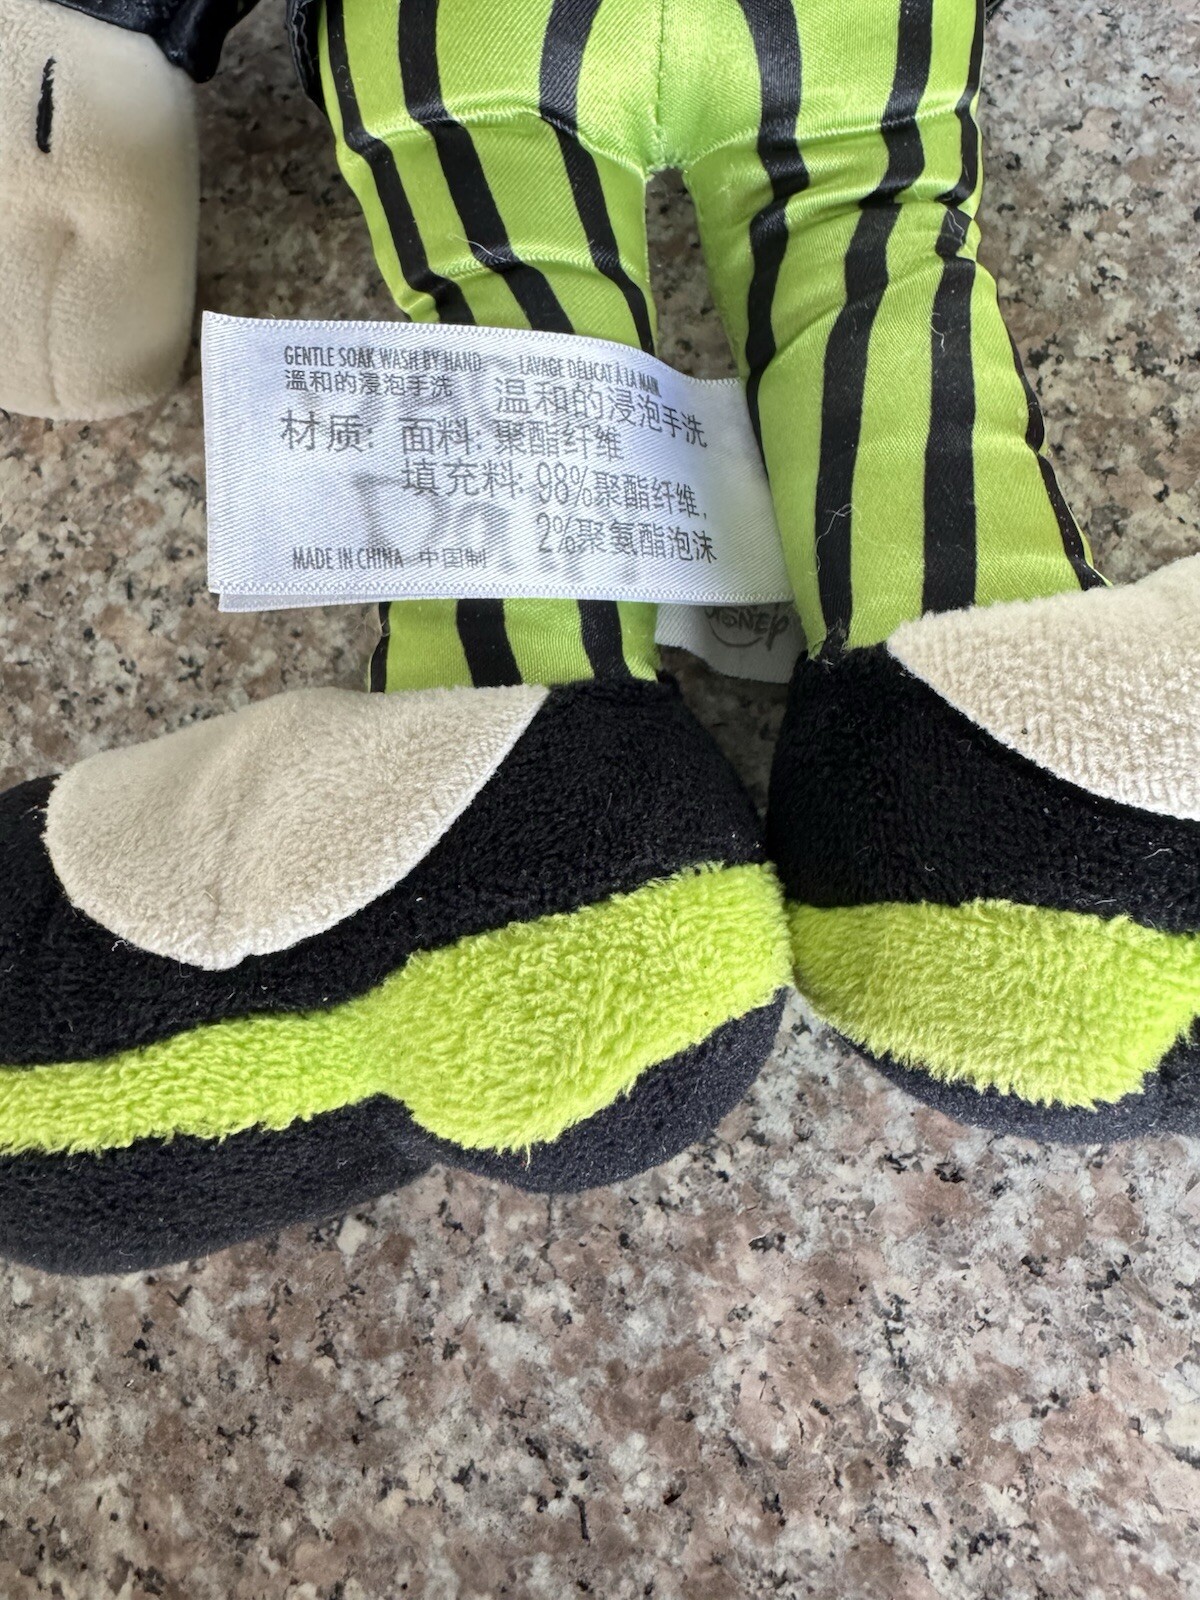 GENTLE SOAK WASH BY HAND
LAVAGE DÉLICAT À LA MAIN
溫和的浸泡手洗
温和的浸泡手洗
材质: 面料: 聚酯纤维
填充料: 98%聚酯纤维,
2%聚氨酯泡沫
MADE IN CHINA 中国制
DISNEY